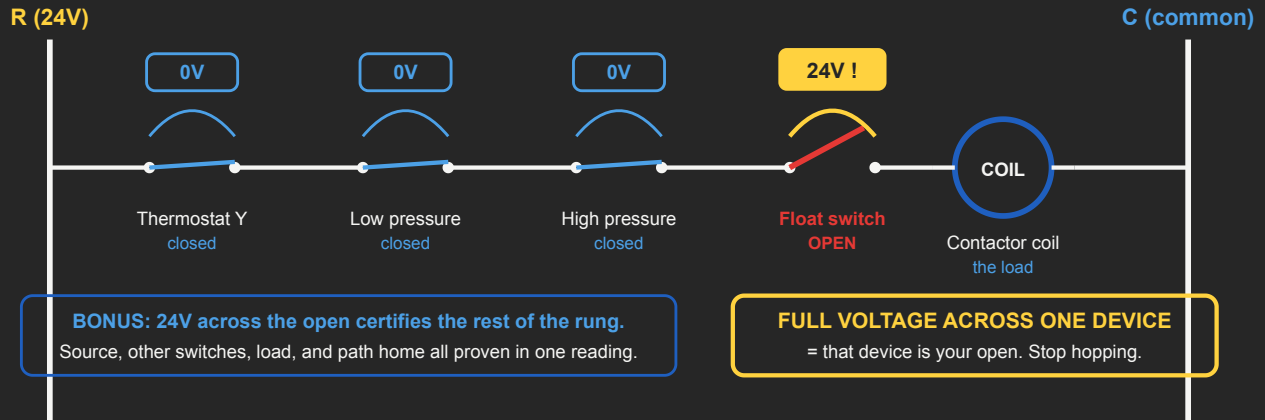 R (24V)
C (common)
0V
0V
0V
24V !
COIL
Thermostat Y
closed
Low pressure
closed
High pressure
closed
Float switch
OPEN
Contactor coil
the load
BONUS: 24V across the open certifies the rest of the rung.
Source, other switches, load, and path home all proven in one reading.
FULL VOLTAGE ACROSS ONE DEVICE
= that device is your open. Stop hopping.